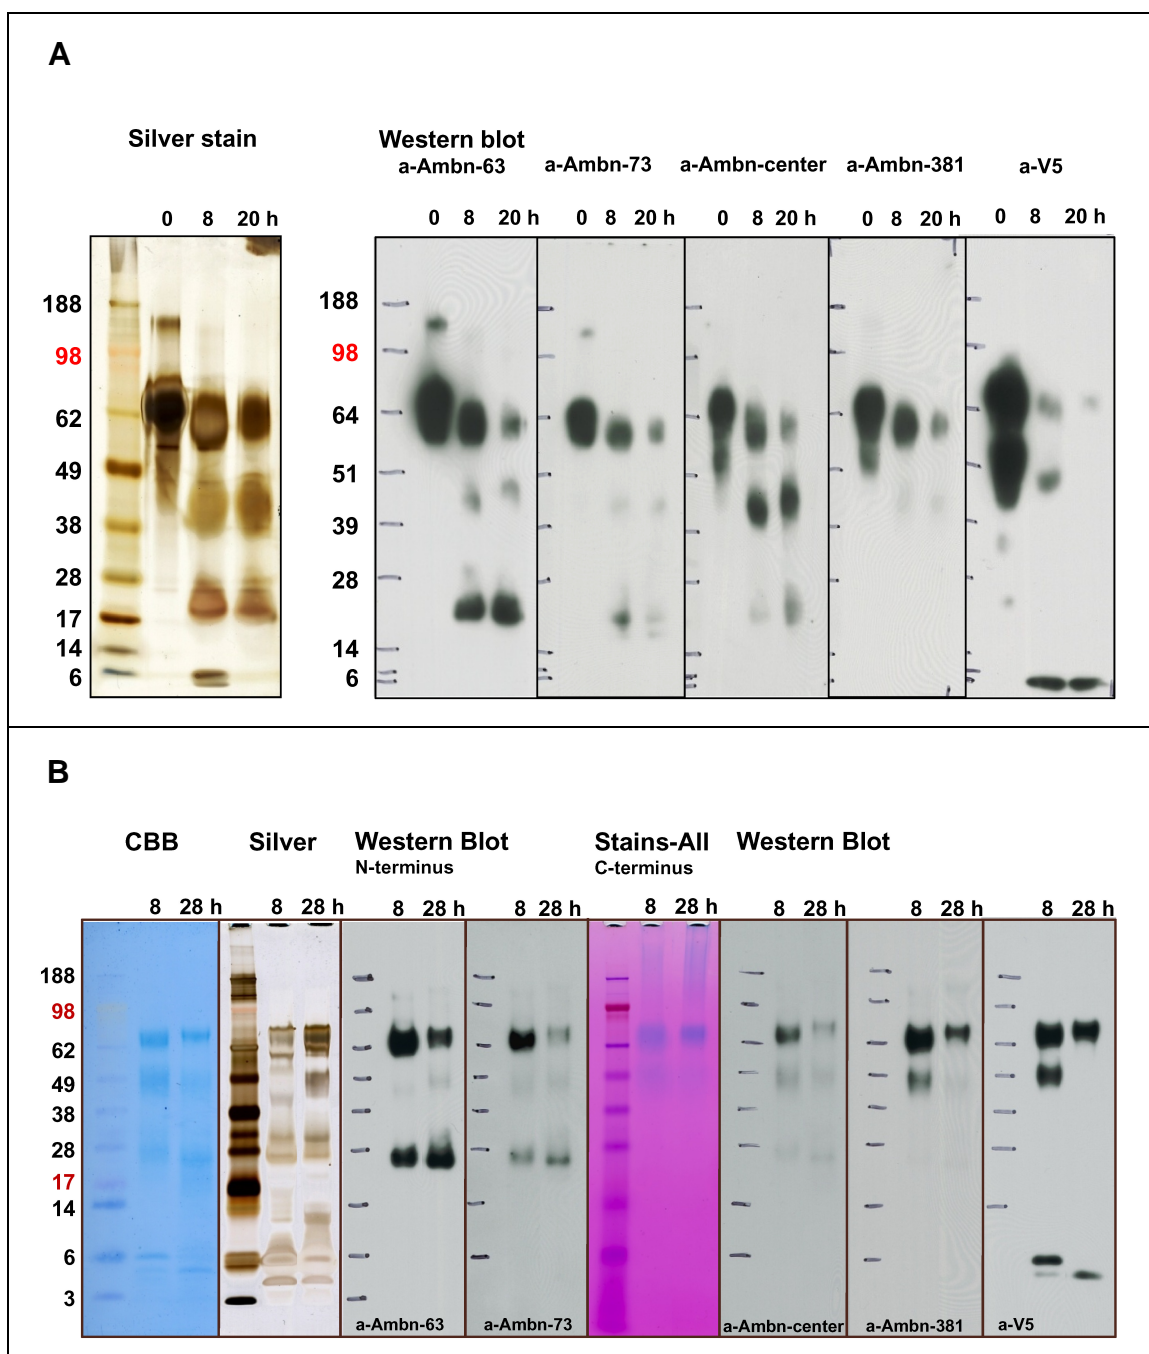 A
Silver stain
Western blot
a-Ambn-63 a-Ambn-73 a-Ambn-center a-Ambn-381 a-V5
0 8 20 h 0 8 20 h 0 8 20 h 0 8 20 h 0 8 20 h 0 8 20 h
188 188
98 98
62 64
49 51
38 39
28 28
17
14 14
6 6
B
CBB Silver Western Blot Stains-All Western Blot
N-terminus C-terminus
8 28 h 8 28 h 8 28 h 8 28 h 8 28 h 8 28 h 8 28 h 8 28 h
188
98
62
49
38
28
17
14
6
3
a-Ambn-63 a-Ambn-73 a-Ambn-center a-Ambn-381 a-V5